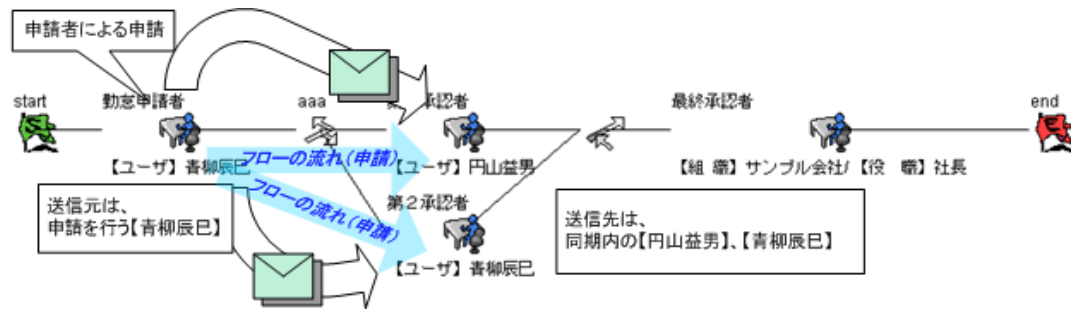 申請者による申請
start
勤怠申請者
aaa
承認者
最終承認者
end
【ユーザ】青柳辰巳
フローの流れ(申請)
【ユーザ】円山益男
【組 織】サンプル会社/【役 職】社長
フローの流れ(申請)
第2承認者
送信元は、
申請を行う【青柳辰巳】
送信先は、
同期内の【円山益男】、【青柳辰巳】
【ユーザ】青柳辰巳